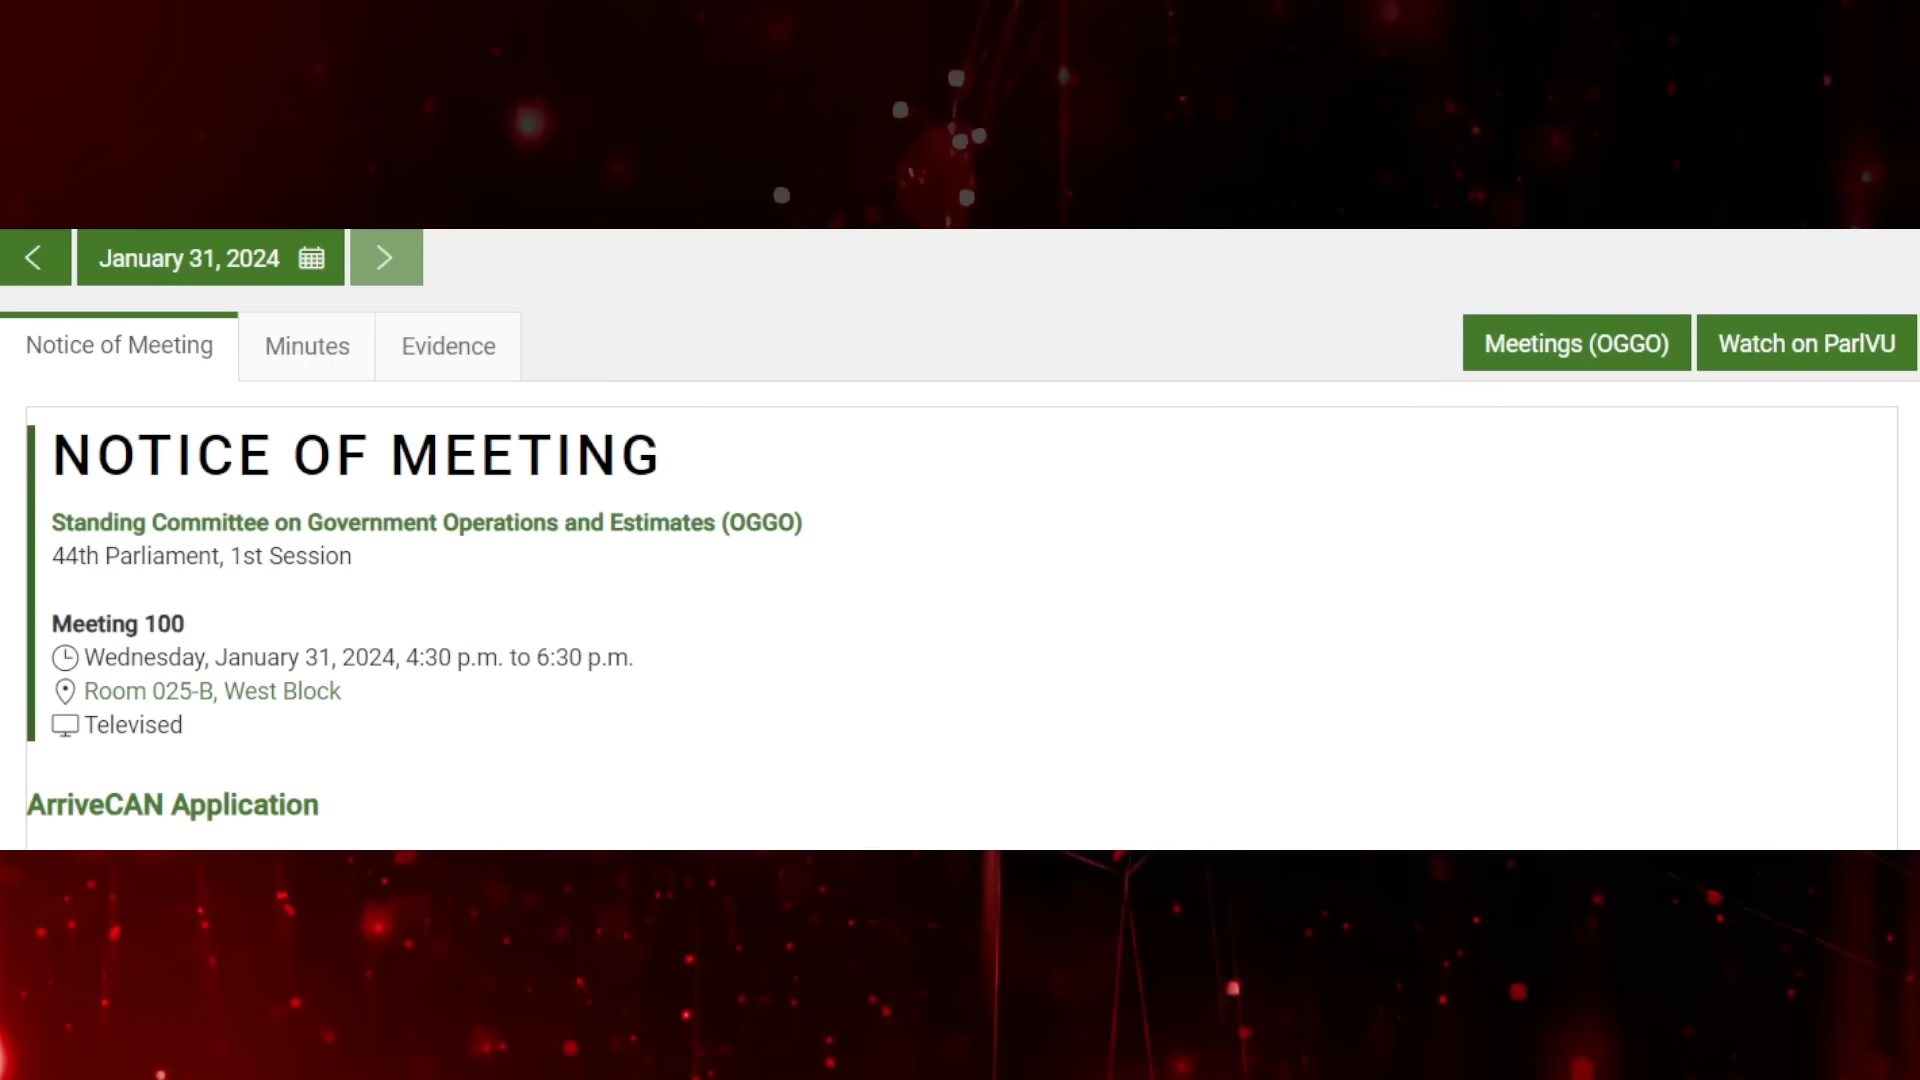 January 31, 2024
Notice of Meeting
Minutes
Evidence
Meetings (OGGO)
Watch on ParlVU
NOTICE OF MEETING
Standing Committee on Government Operations and Estimates (OGGO)
44th Parliament, 1st Session
Meeting 100
Wednesday, January 31, 2024, 4:30 p.m. to 6:30 p.m.
Room 025-B, West Block
Televised
ArriveCAN Application